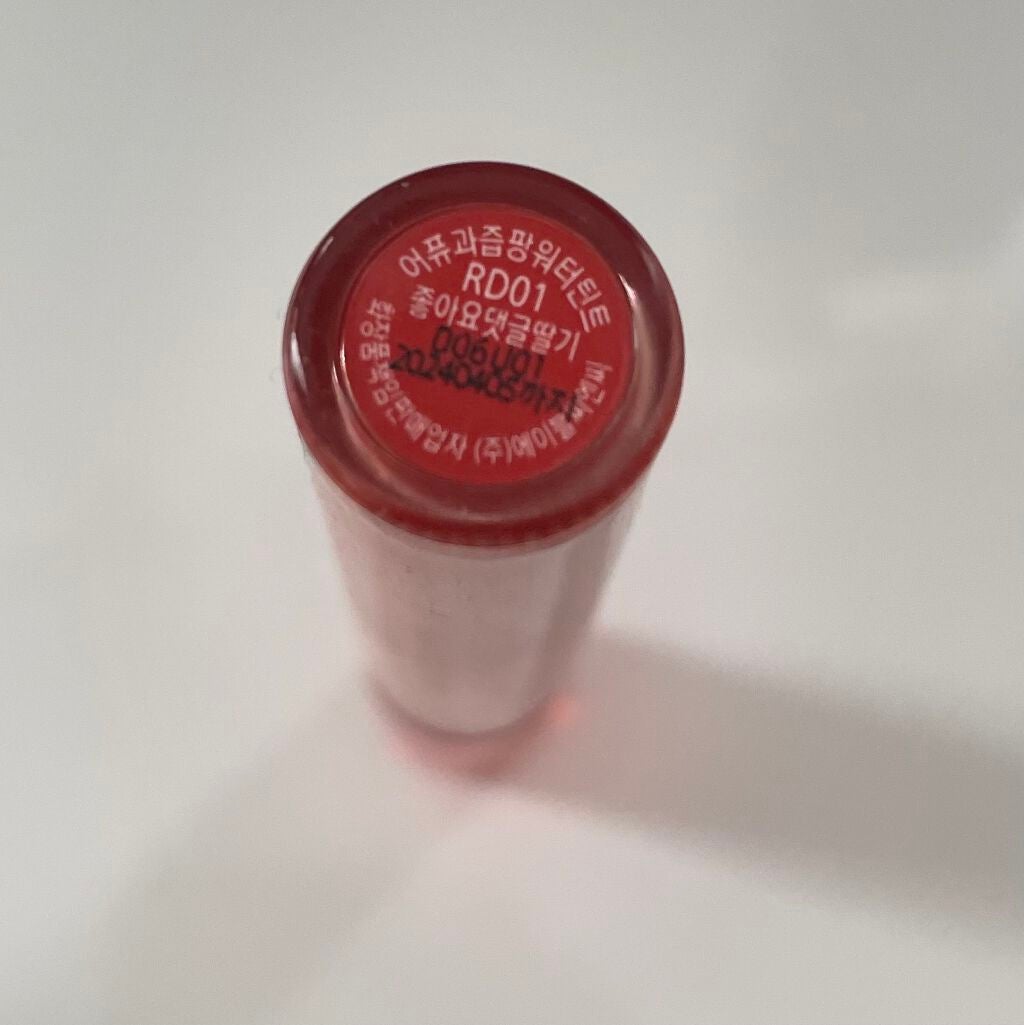 어퓨과즙팡워터틴트
RD01
좋아요댓글딸기
006U01
20240405까지
화장품책임판매업자 (주)에이블씨엔씨